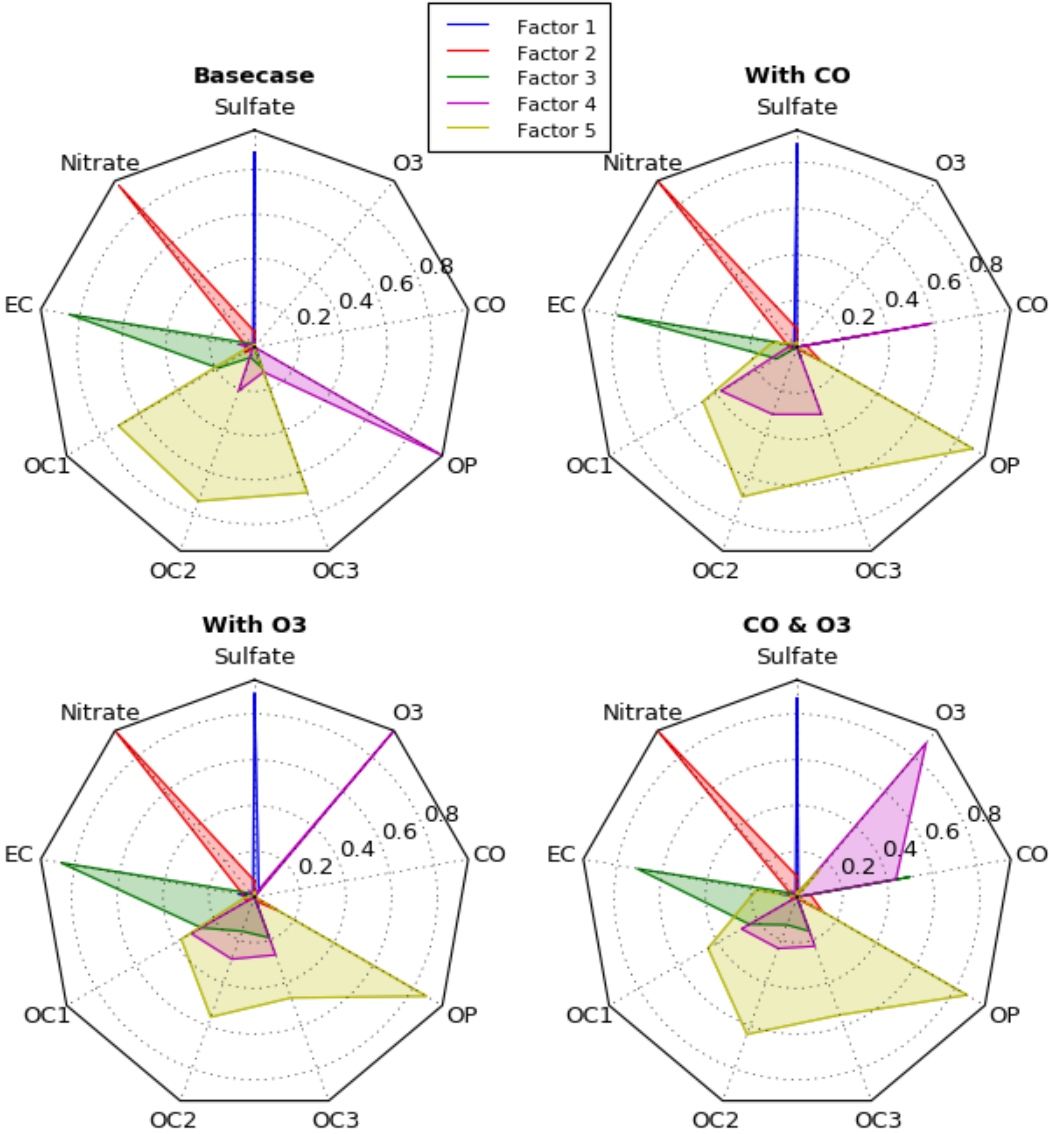 Factor 1
Factor 2
Factor 3
Factor 4
Factor 5
Basecase
Sulfate
Nitrate
O3
EC
CO
OC1
OP
OC2
OC3
0.2
0.4
0.6
0.8
With CO
Sulfate
Nitrate
O3
EC
CO
OC1
OP
OC2
OC3
0.2
0.4
0.6
0.8
With O3
Sulfate
Nitrate
O3
EC
CO
OC1
OP
OC2
OC3
0.2
0.4
0.6
0.8
CO & O3
Sulfate
Nitrate
O3
EC
CO
OC1
OP
OC2
OC3
0.2
0.4
0.6
0.8